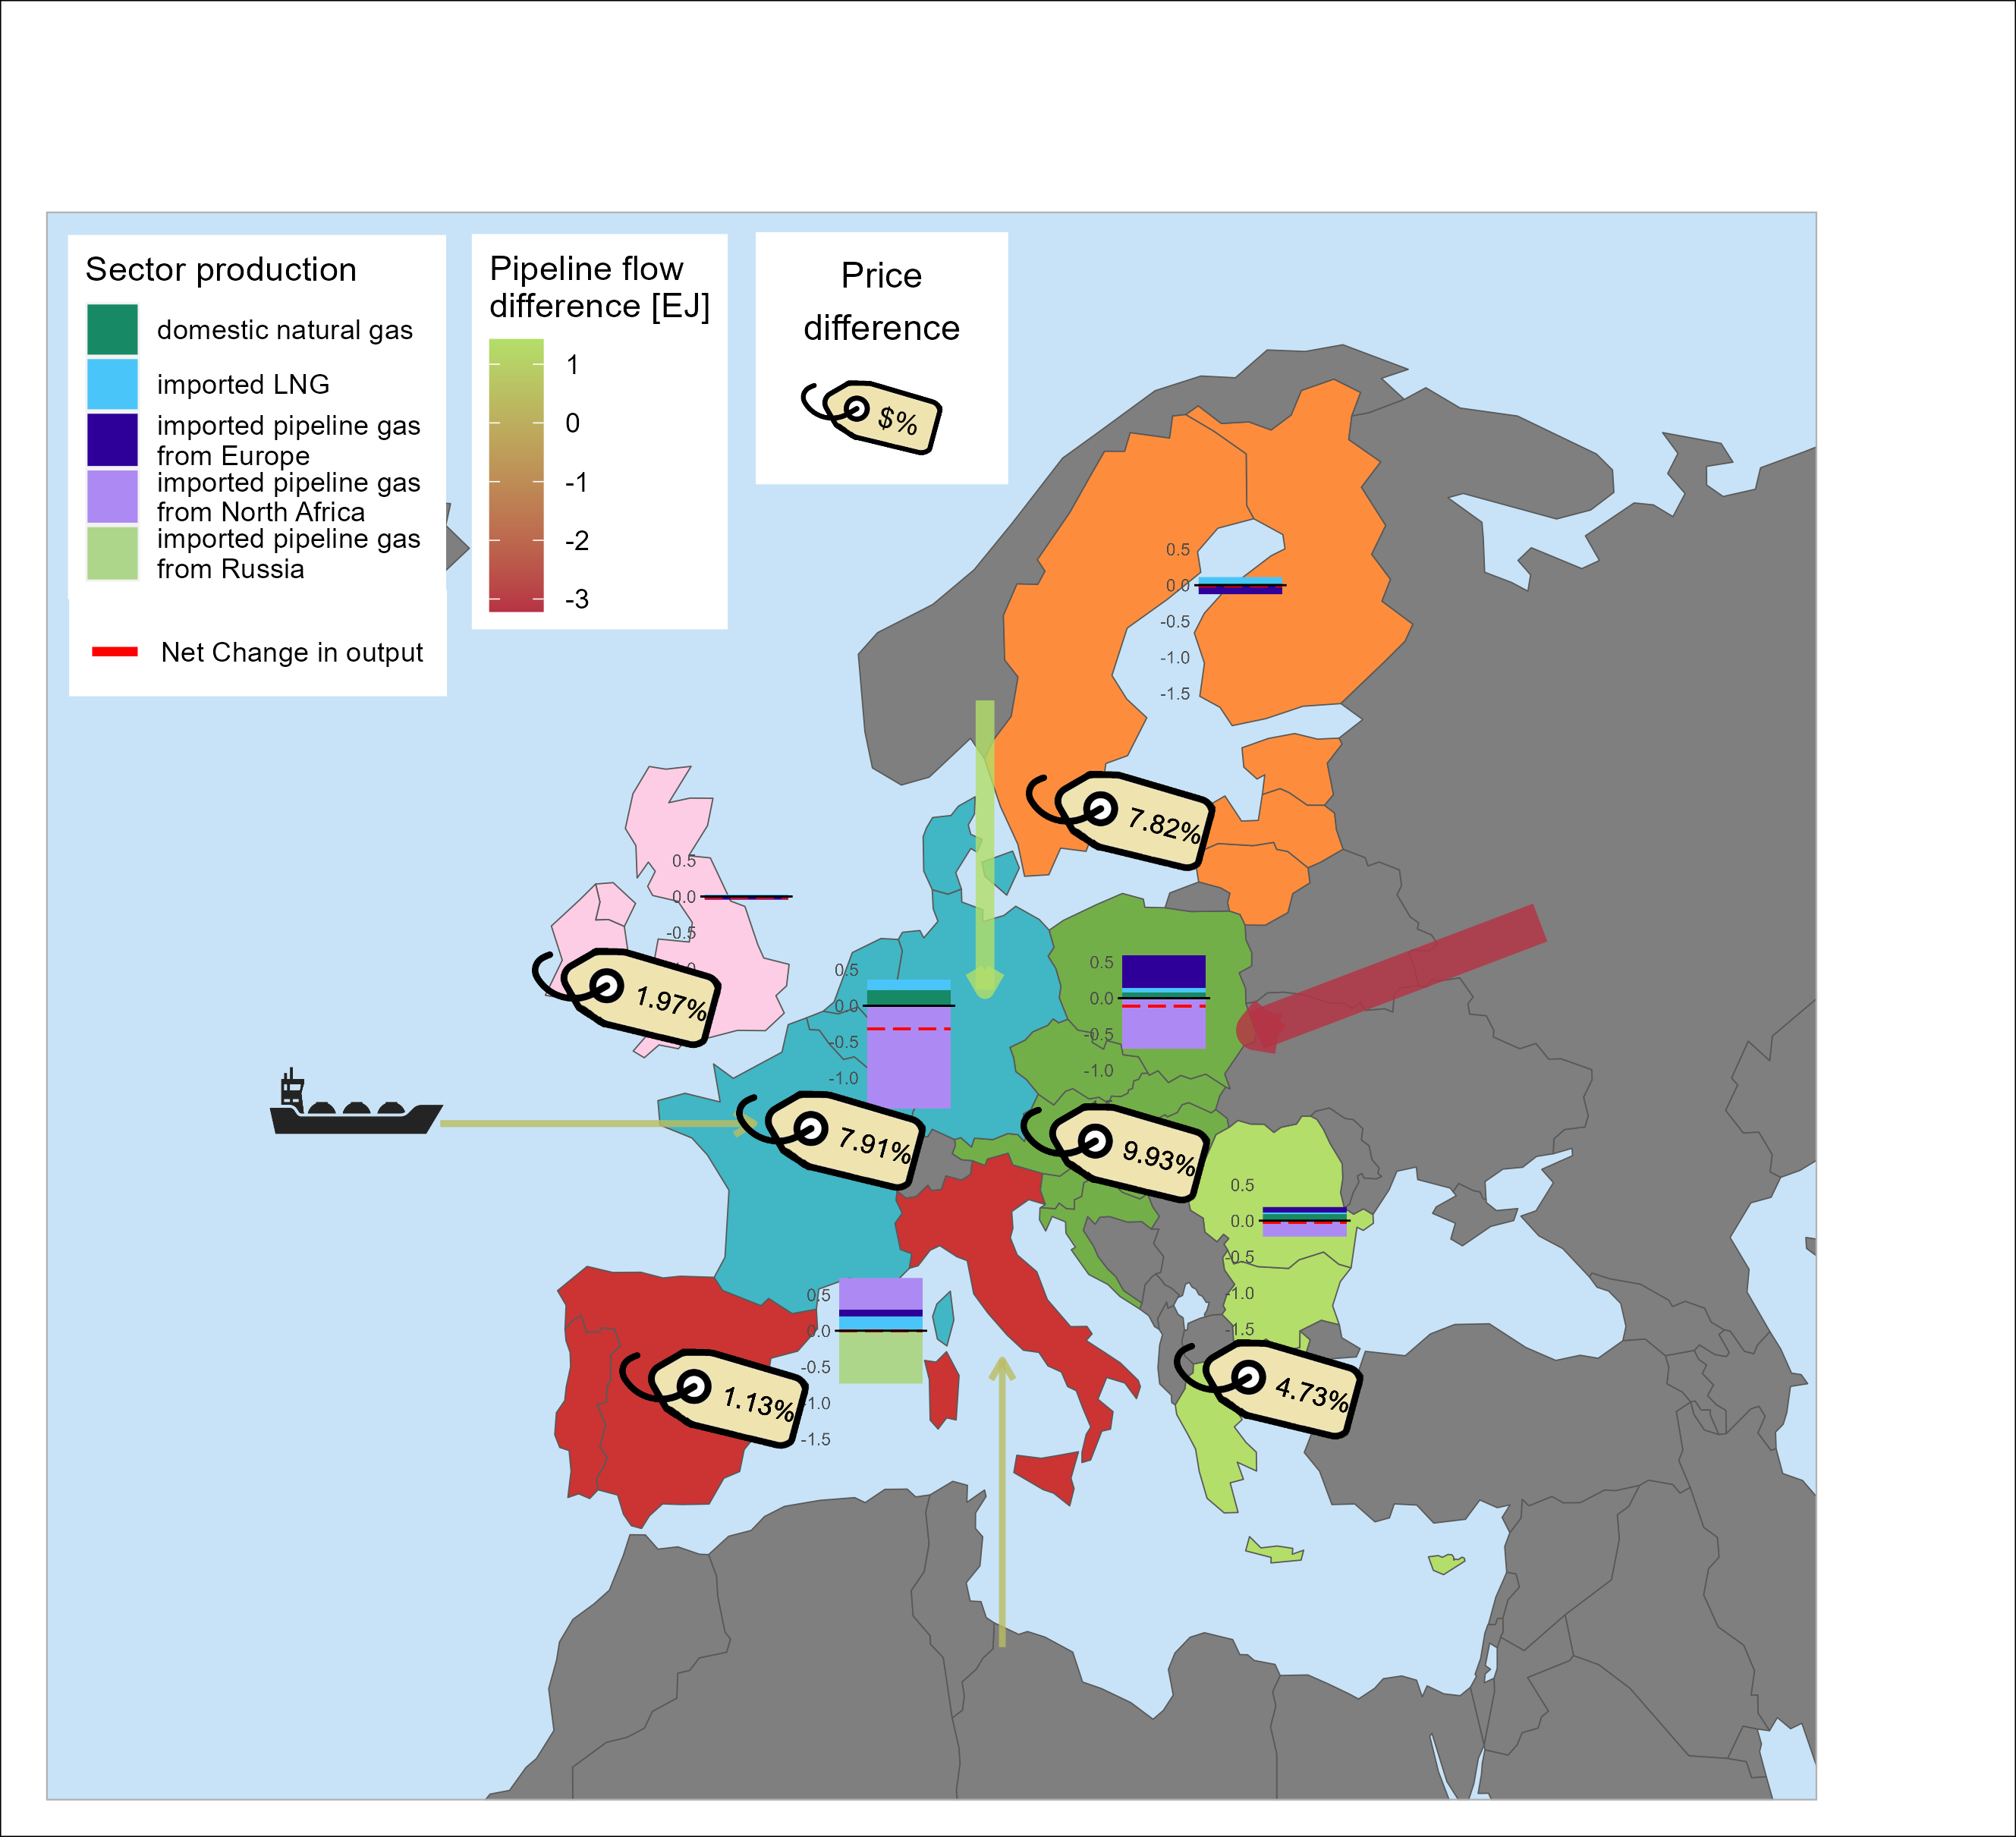 Sector production
domestic natural gas
imported LNG
imported pipeline gas
from Europe
imported pipeline gas
from North Africa
imported pipeline gas
from Russia
Net Change in output
Pipeline flow
difference [EJ]
1
0
-1
-2
-3
Price
difference
$%
0.5
0.0
-0.5
-1.0
-1.5
7.82%
0.5
0.0
-0.5
1.97%
0.5
0.0
-0.5
-1.0
7.91%
0.5
0.0
-0.5
-1.0
9.93%
0.5
0.0
-0.5
-1.0
-1.5
4.73%
0.5
0.0
-0.5
-1.0
-1.5
1.13%